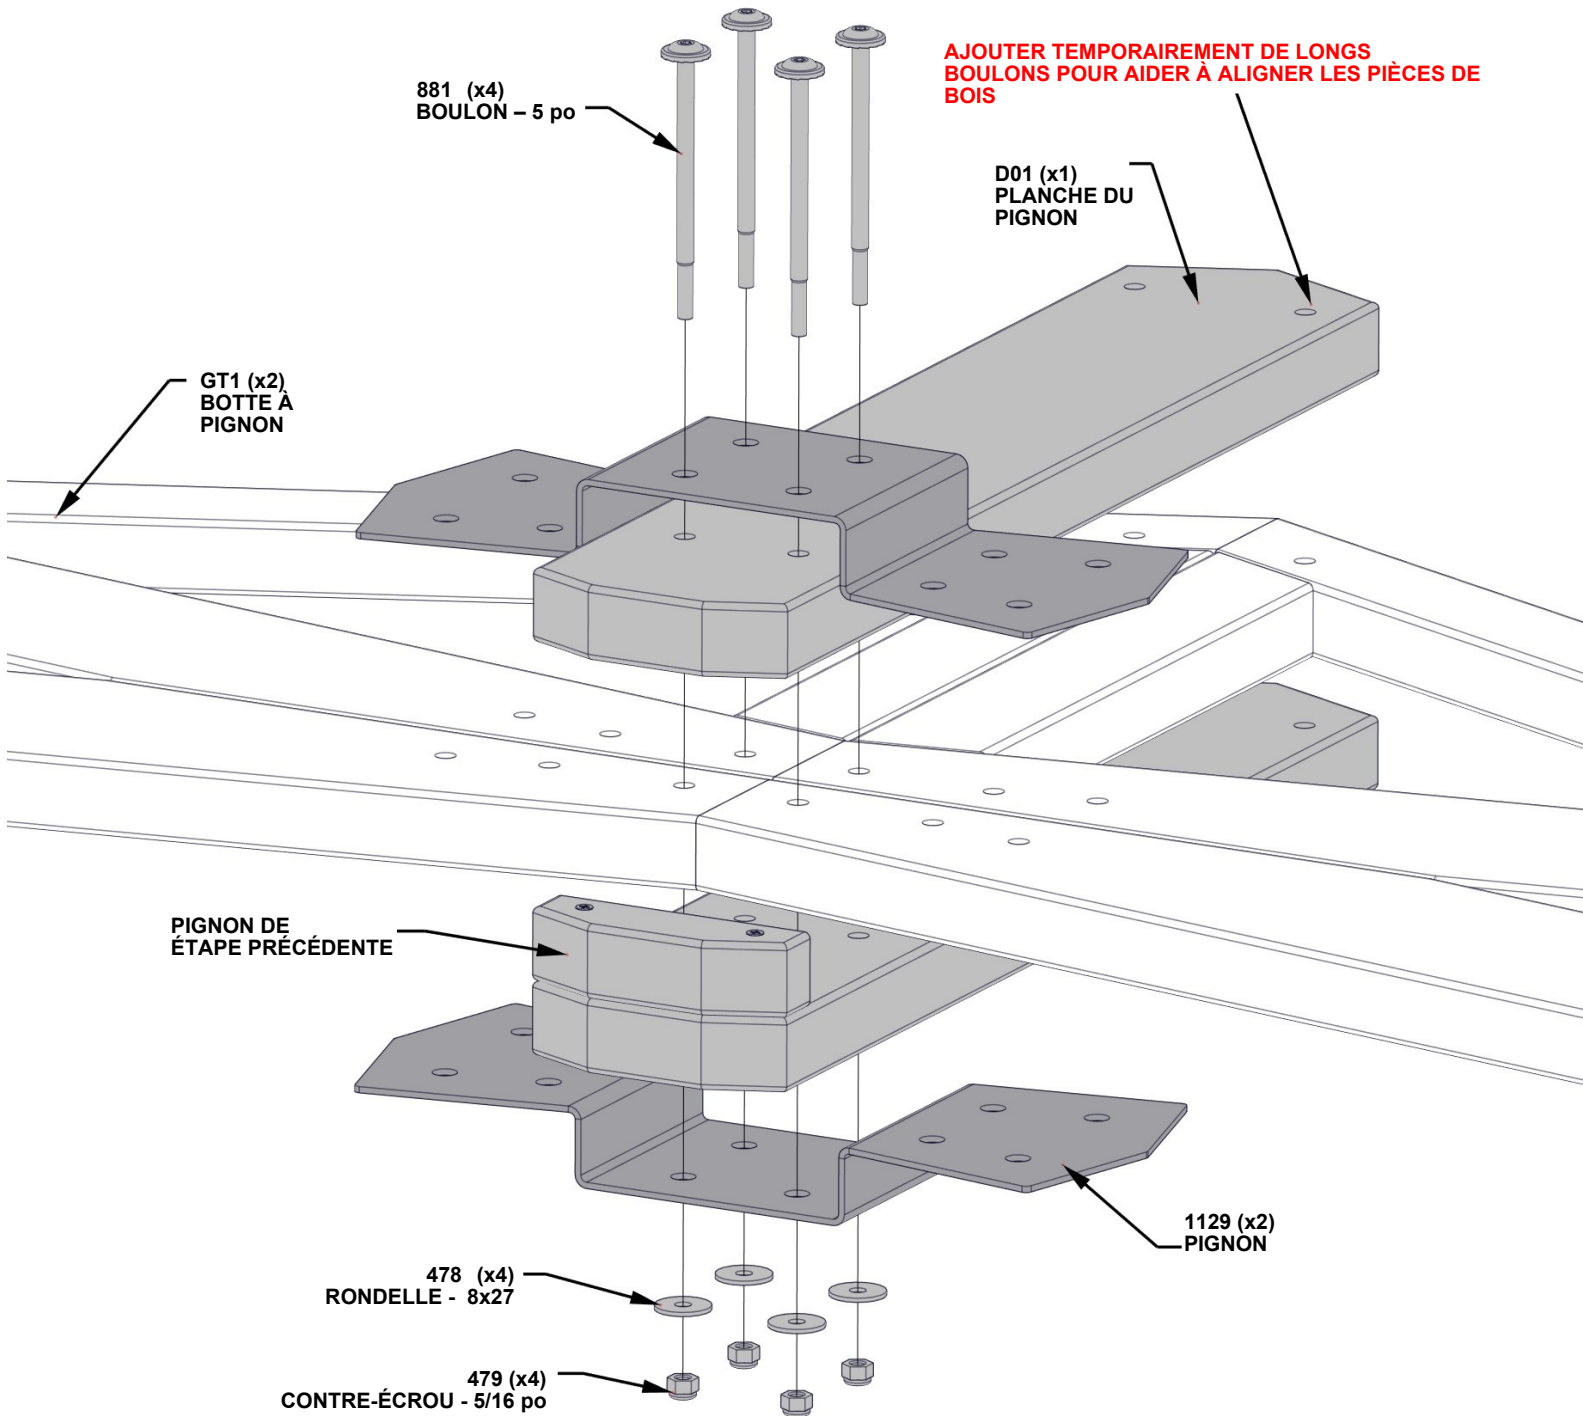 881 (x4)
BOULON – 5 po
AJOUTER TEMPORAIREMENT DE LONGS
BOULONS POUR AIDER À ALIGNER LES PIÈCES DE
BOIS
D01 (x1)
PLANCHE DU
PIGNON
GT1 (x2)
BOTTE À
PIGNON
PIGNON DE
ÉTAPE PRÉCÉDENTE
1129 (x2)
PIGNON
478 (x4)
RONDELLE - 8x27
479 (x4)
CONTRE-ÉCROU - 5/16 po